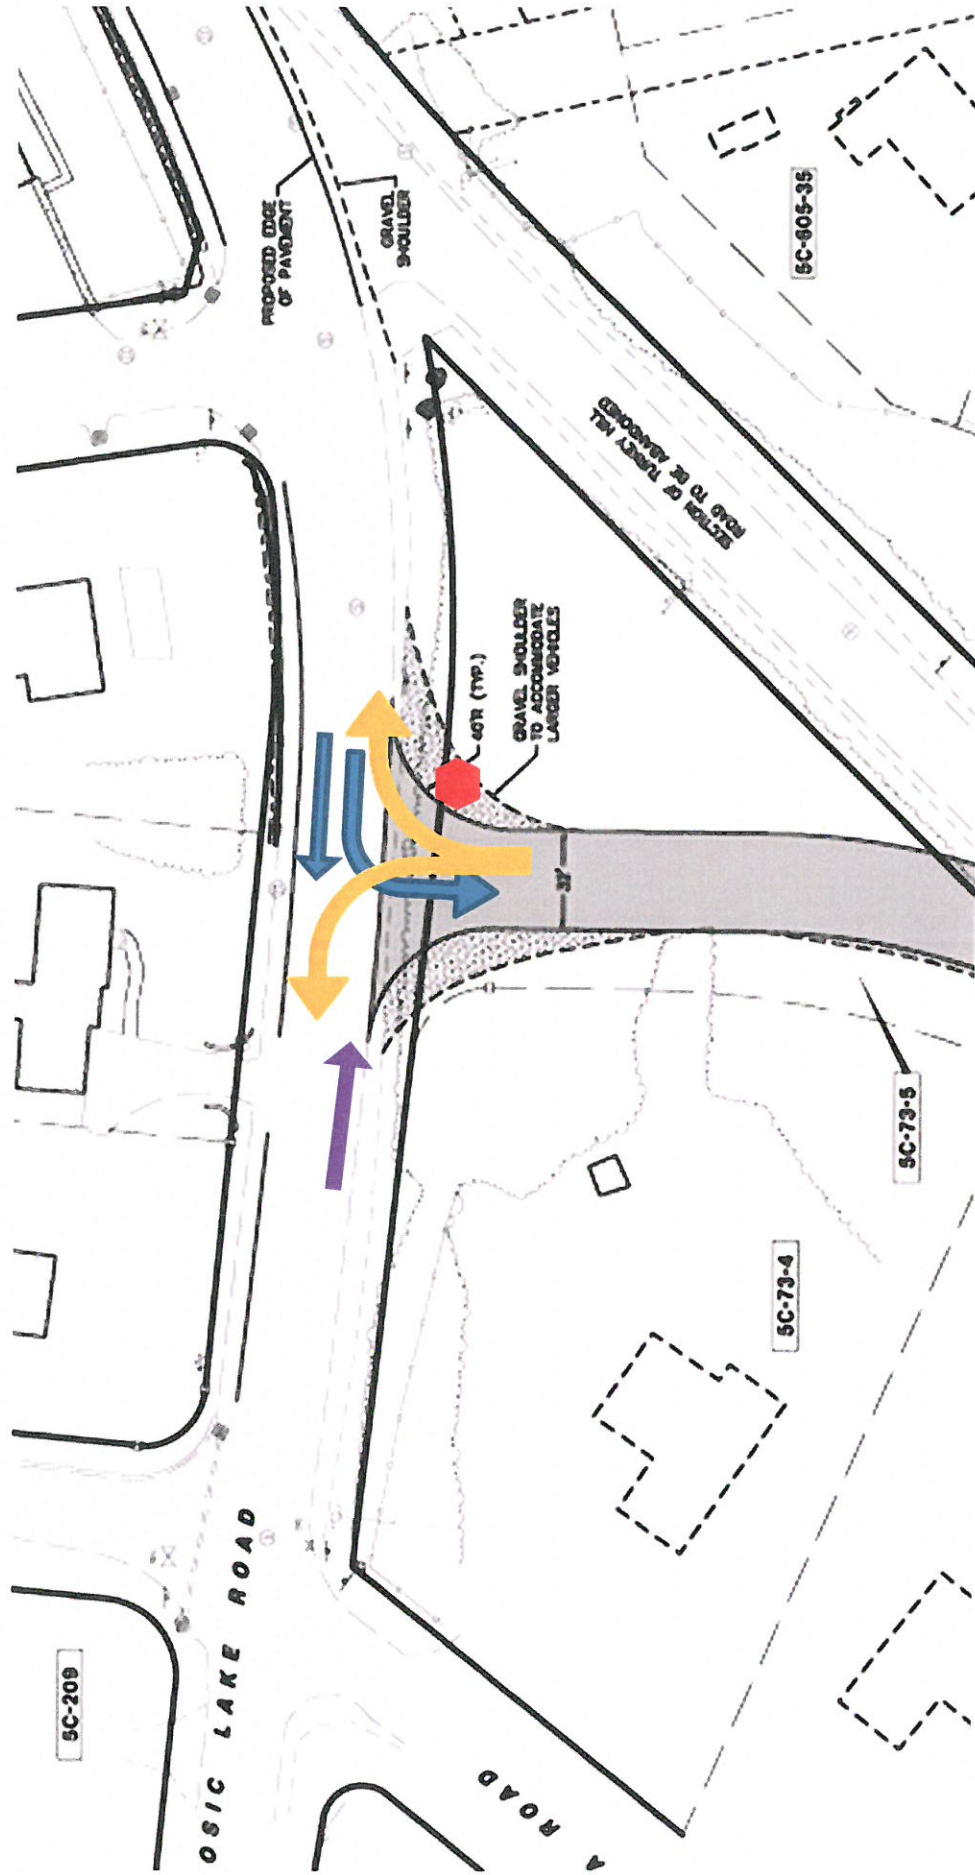 PROPOSED EDGE
OF PAVEMENT
GRAVEL
SHOULDER
5C-605-35
SECTION OF TURKEY HILL
ROAD TO BE ABANDONED
40'R (TYP.)
GRAVEL SHOULDER
TO ACCOMMODATE
LARGER VEHICLES
32'
5C-73-5
5C-73-4
5C-209
OSIC LAKE ROAD
A ROAD